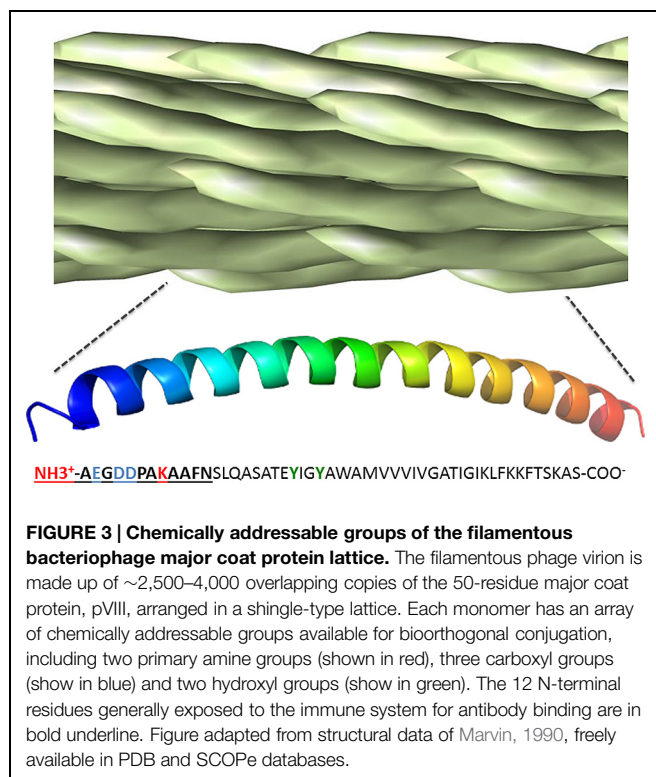 NH3⁺-AEGDDPAKAAFNSLQASATEYIGYAWAMVVVIVGATIGIKLFKKFTSKAS-COO⁻
FIGURE 3 | Chemically addressable groups of the filamentous
bacteriophage major coat protein lattice. The filamentous phage virion is
made up of ∼2,500–4,000 overlapping copies of the 50-residue major coat
protein, pVIII, arranged in a shingle-type lattice. Each monomer has an array
of chemically addressable groups available for bioorthogonal conjugation,
including two primary amine groups (shown in red), three carboxyl groups
(show in blue) and two hydroxyl groups (show in green). The 12 N-terminal
residues generally exposed to the immune system for antibody binding are in
bold underline. Figure adapted from structural data of Marvin, 1990, freely
available in PDB and SCOPe databases.